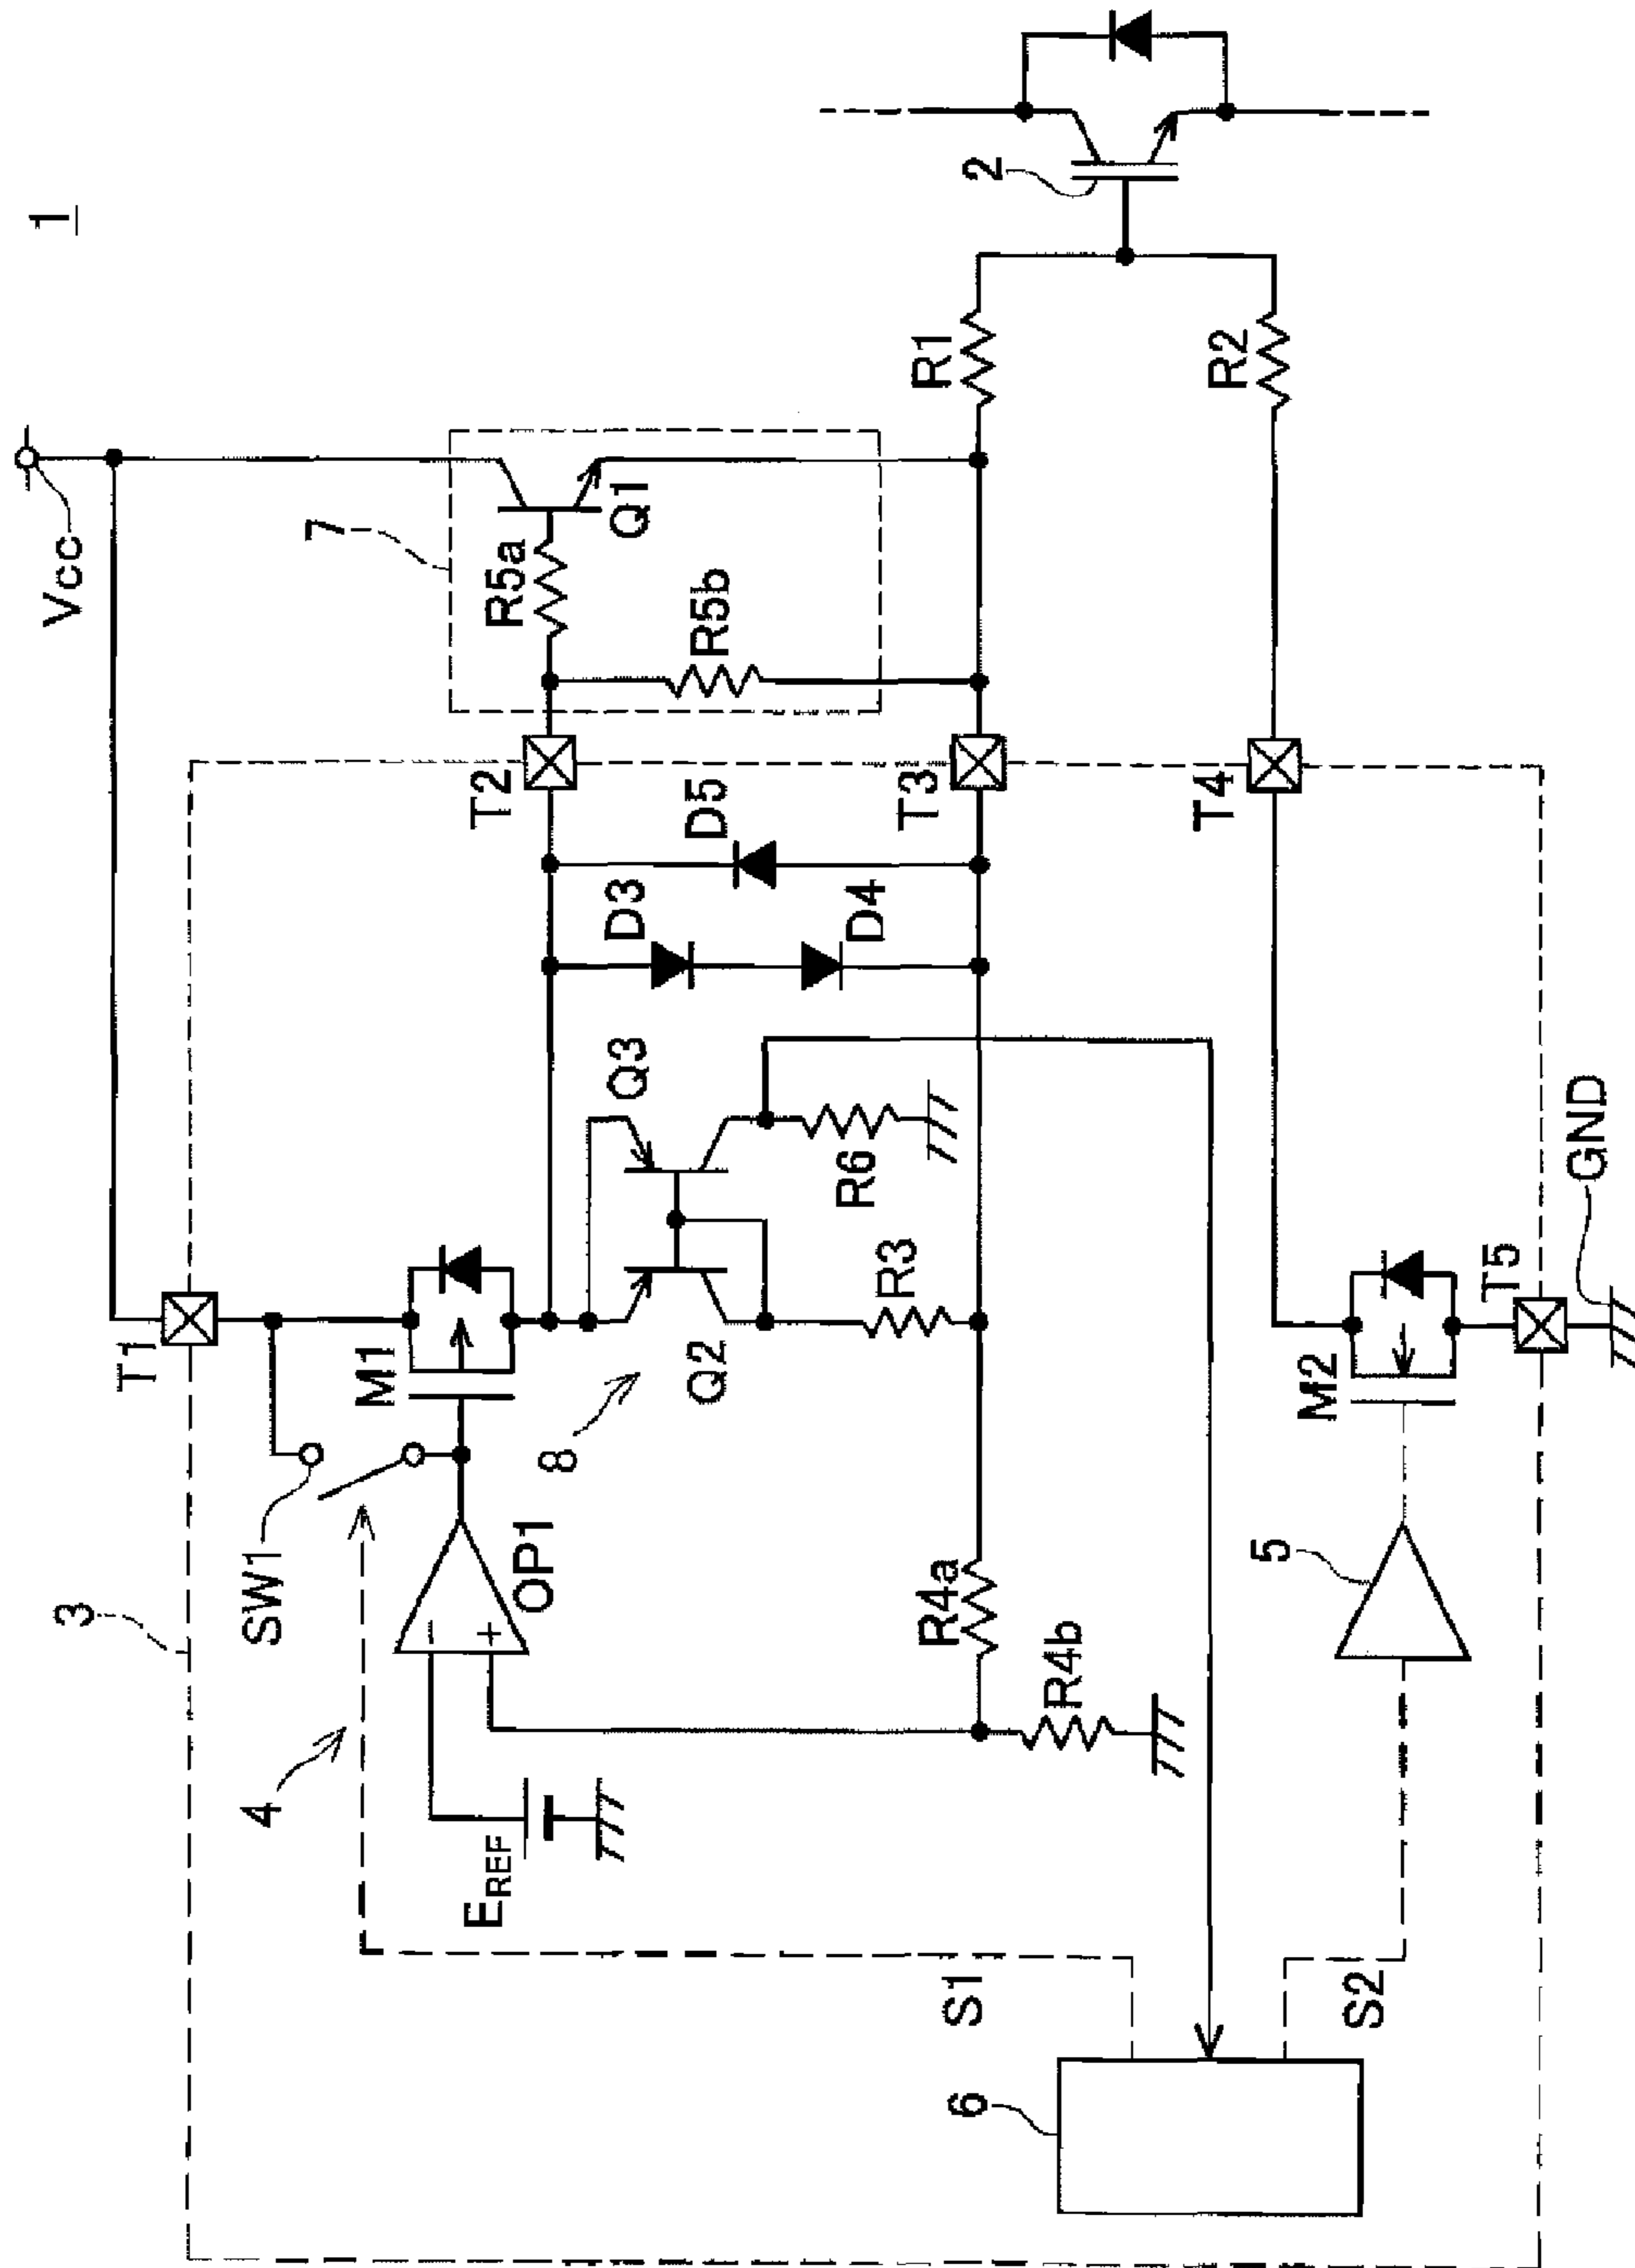 1
Vcc
2
7
R5a
Q1
R5b
R1
R2
T1
T2
T3
T4
T5
GND
3
SW1
4
M1
OP1
−
+
EREF
8
Q2
Q3
R3
R6
D3
D4
D5
R4a
R4b
M2
5
6
S1
S2